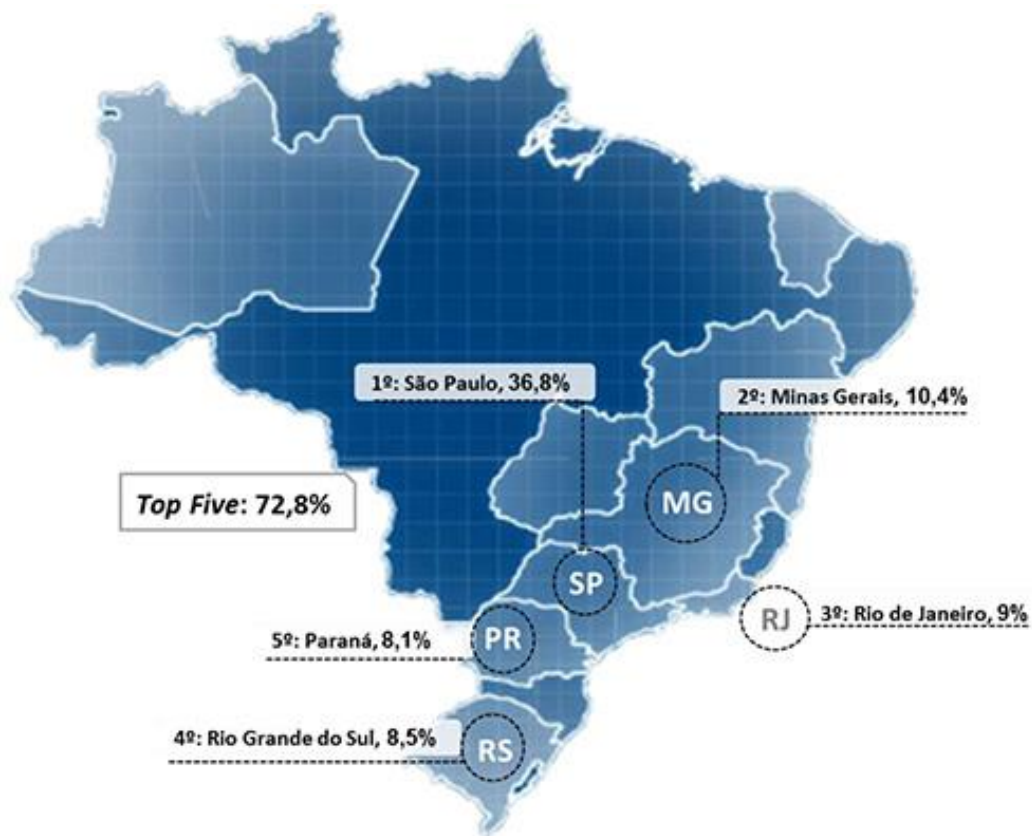 1º: São Paulo, 36,8%
2º: Minas Gerais, 10,4%
Top Five: 72,8%
MG
SP
RJ
3º: Rio de Janeiro, 9%
5º: Paraná, 8,1%
PR
4º: Rio Grande do Sul, 8,5%
RS